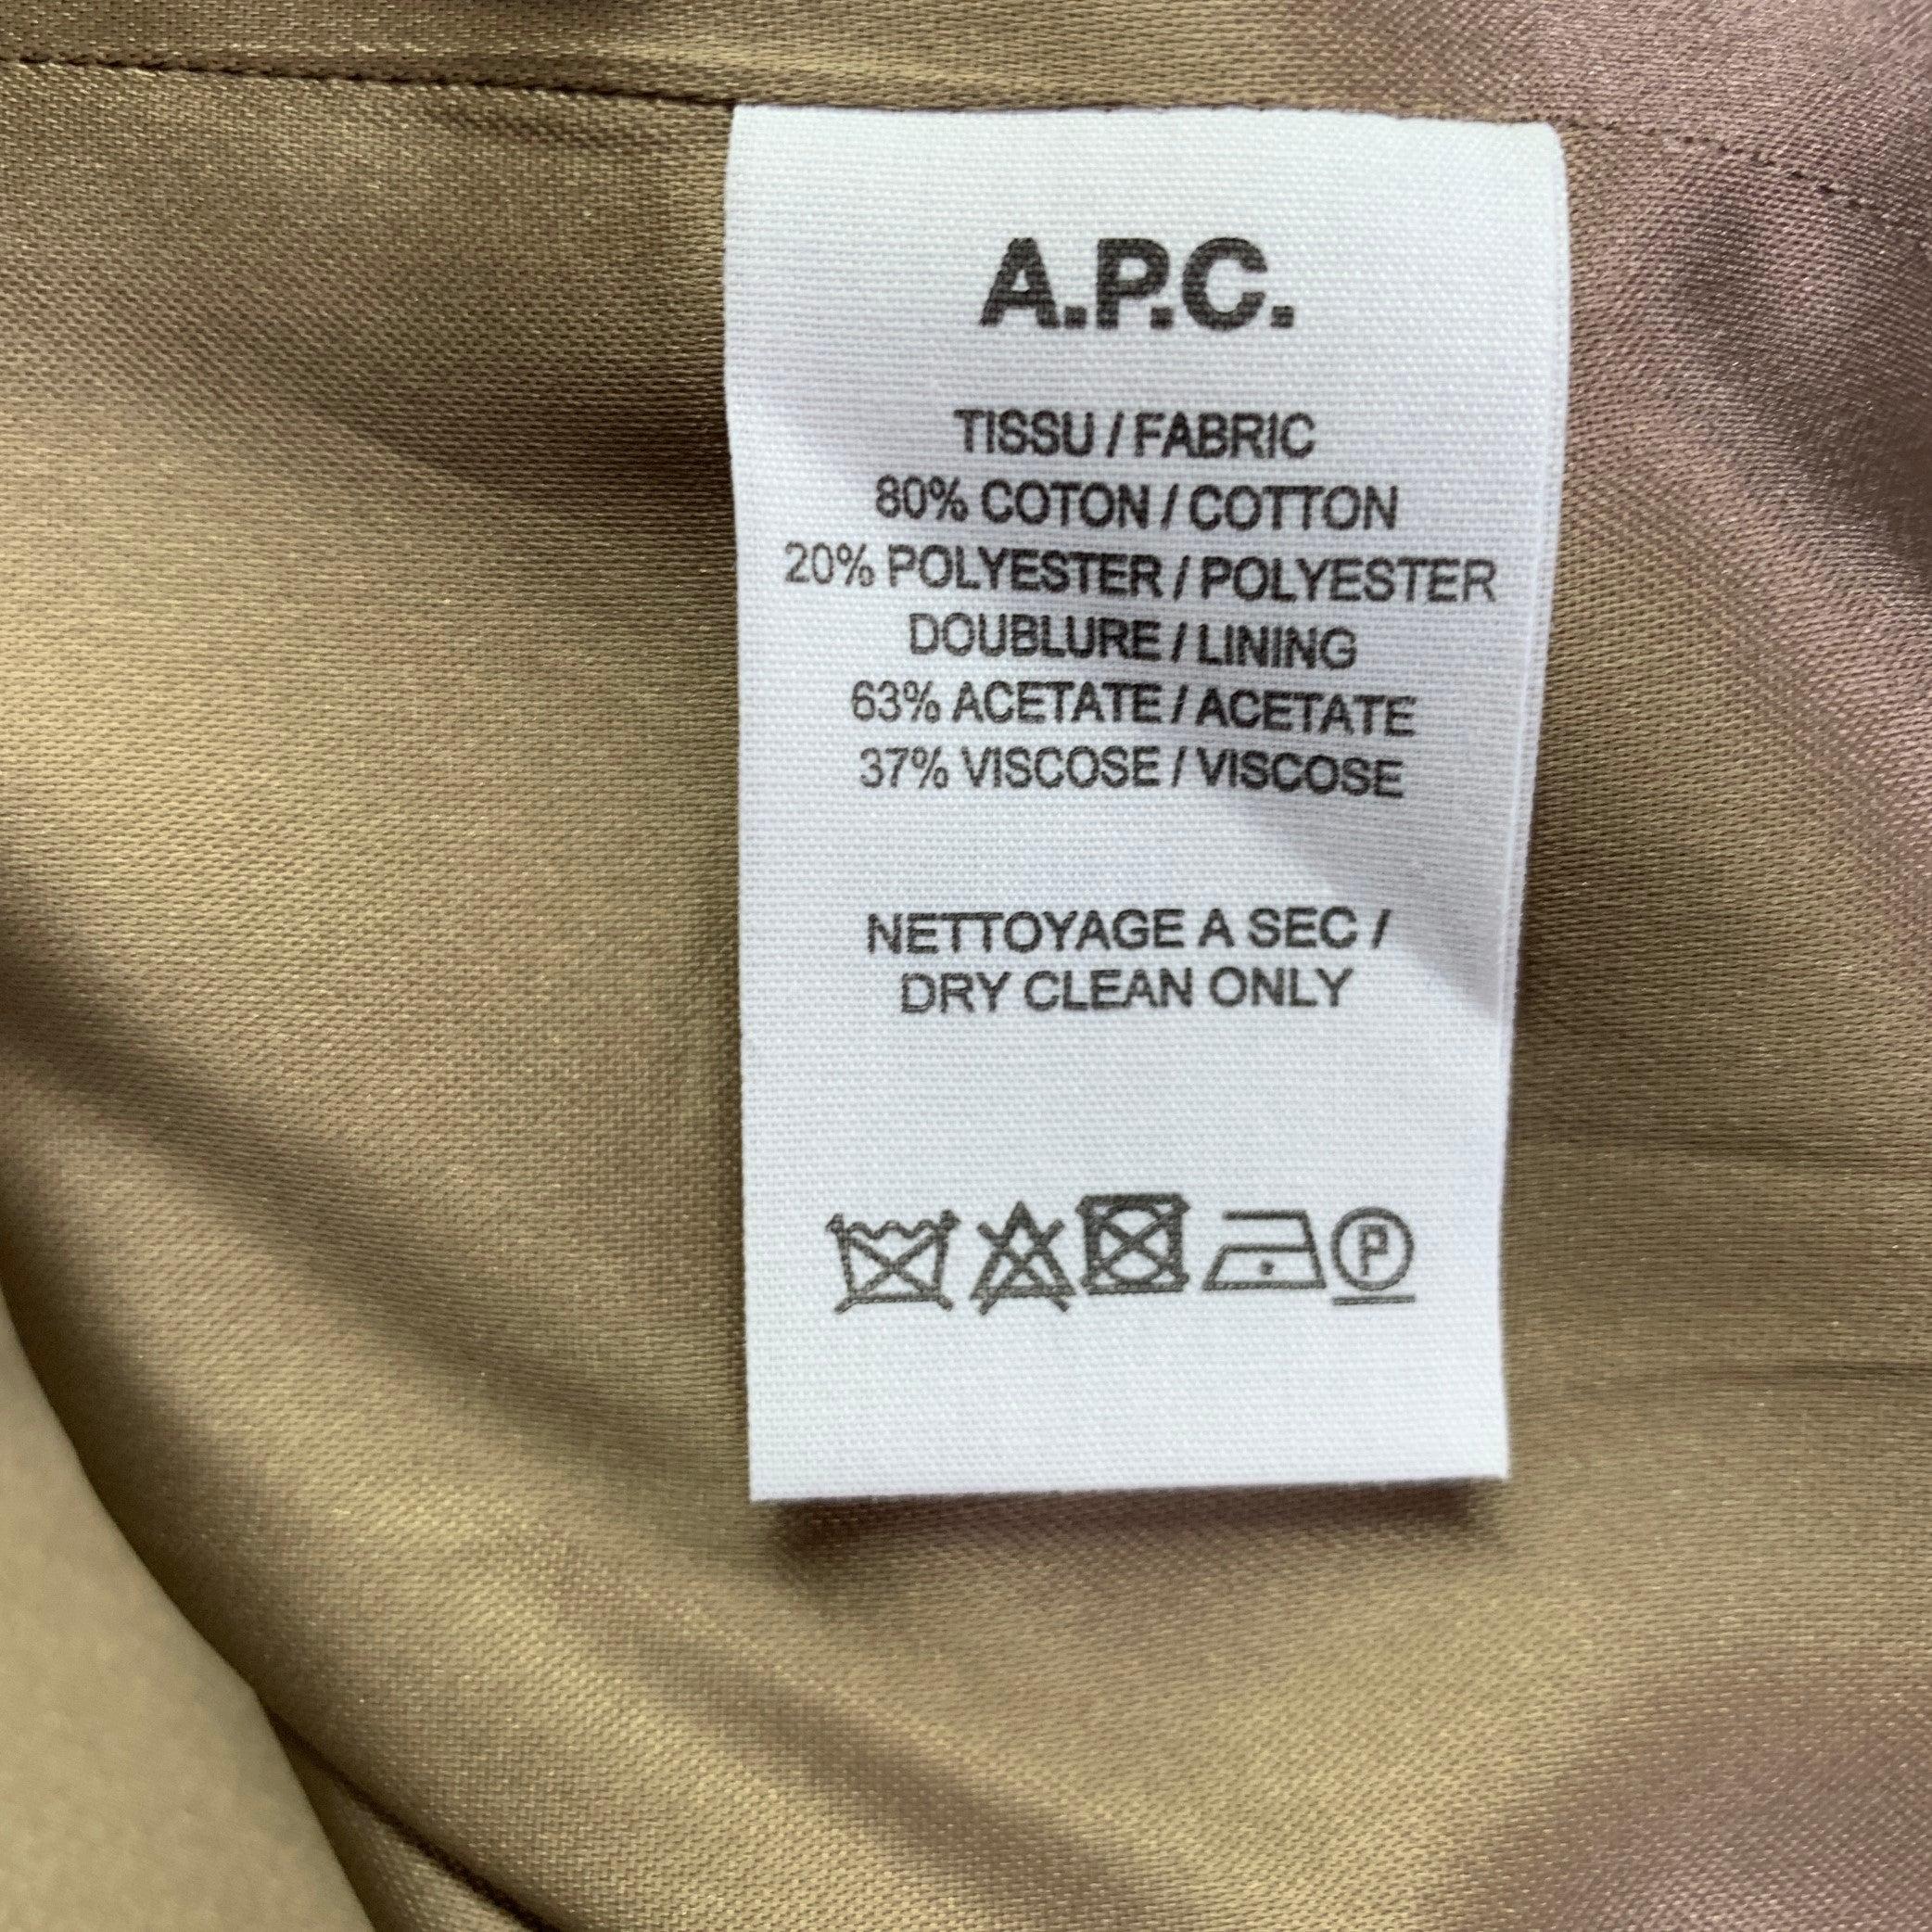 A.P.C.
TISSU / FABRIC
80% COTON / COTTON
20% POLYESTER / POLYESTER
DOUBLURE / LINING
63% ACETATE / ACETATE
37% VISCOSE / VISCOSE
NETTOYAGE A SEC /
DRY CLEAN ONLY
P